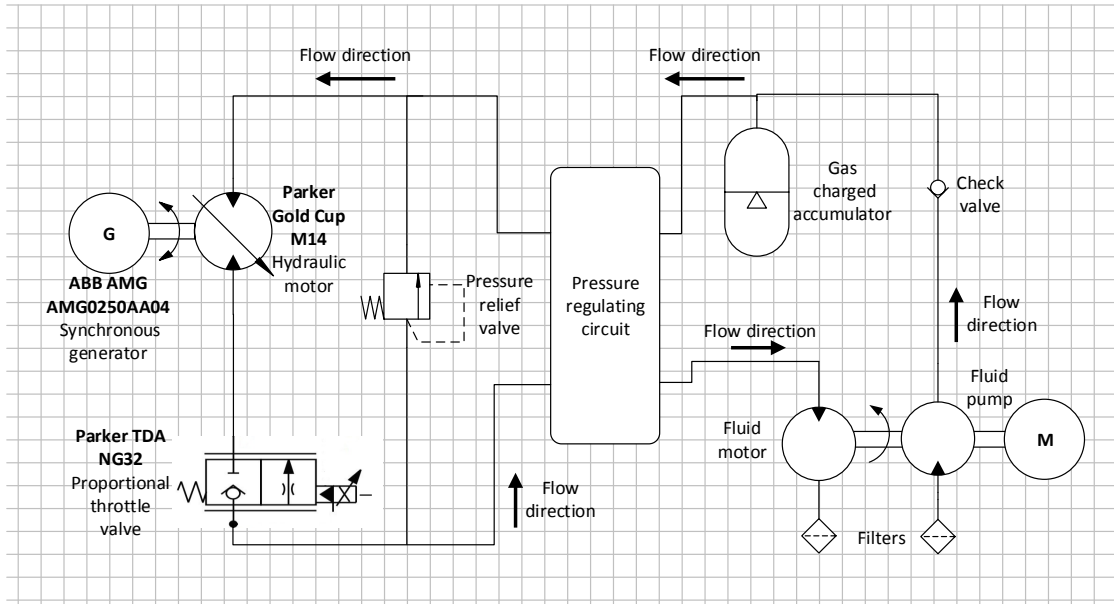 Flow direction
Flow direction
Parker
Gold Cup
M14
Hydraulic
motor
G
ABB AMG
AMG0250AA04
Synchronous
generator
Gas
charged
accumulator
Check
valve
Pressure
relief
valve
Pressure
regulating
circuit
Flow direction
Flow
direction
Fluid
pump
Fluid
motor
M
Parker TDA
NG32
Proportional
throttle
valve
Flow
direction
Filters